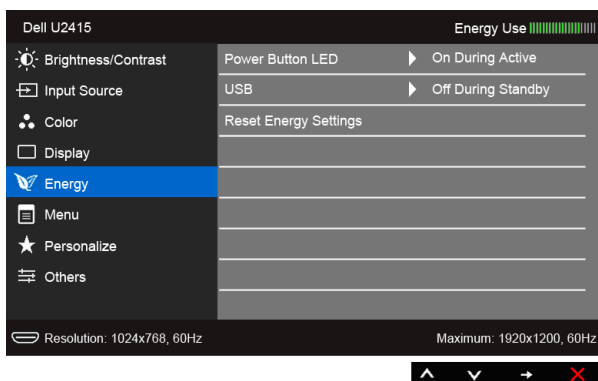 Dell U2415
Energy Use
Brightness/Contrast
Power Button LED
On During Active
Input Source
USB
Off During Standby
Color
Reset Energy Settings
Display
Energy
Menu
Personalize
Others
Resolution: 1024x768, 60Hz
Maximum: 1920x1200, 60Hz